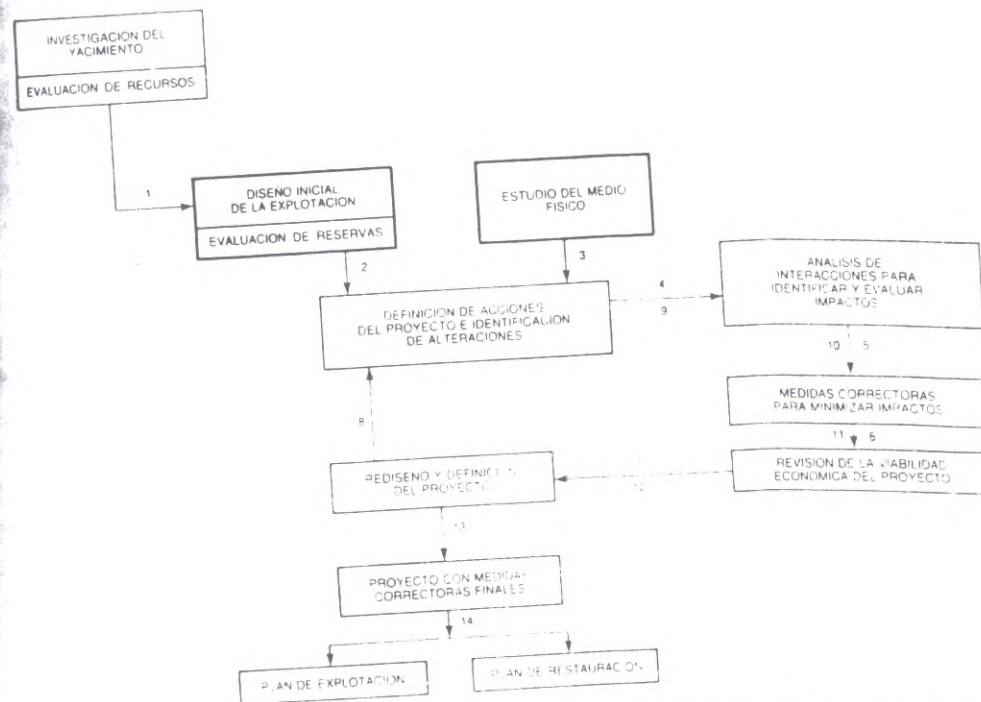 INVESTIGACION DEL
YACIMIENTO
EVALUACION DE RECURSOS
1
DISEÑO INICIAL
DE LA EXPLOTACION
EVALUACION DE RESERVAS
ESTUDIO DEL MEDIO
FISICO
2
3
DEFINICION DE ACCIONES
DEL PROYECTO E IDENTIFICACION
DE ALTERACIONES
4
9
ANALISIS DE
INTERACCIONES PARA
IDENTIFICAR Y EVALUAR
IMPACTOS
10 5
MEDIDAS CORRECTORAS
PARA MINIMIZAR IMPACTOS
11 6
REVISION DE LA VIABILIDAD
ECONOMICA DEL PROYECTO
8
12
REDISEÑO Y DEFINICION
DEL PROYECTO
13
PROYECTO CON MEDIDAS
CORRECTORAS FINALES
14
PLAN DE EXPLOTACION
PLAN DE RESTAURACION